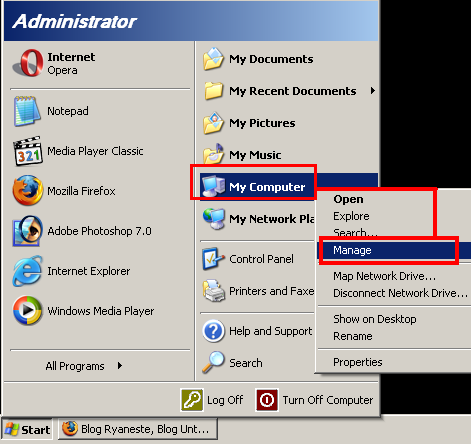 Administrator
Internet
Opera
Notepad
Media Player Classic
321
Mozilla Firefox
Adobe Photoshop 7.0
Internet Explorer
Windows Media Player
All Programs
My Documents
My Recent Documents
My Pictures
My Music
My Computer
My Network Pla
Control Panel
Printers and Faxe
Help and Support
Search
Open
Explore
Search...
Manage
Map Network Drive...
Disconnect Network Drive...
Show on Desktop
Rename
Properties
Log Off
Turn Off Computer
Start
Blog Ryaneste, Blog Unt...